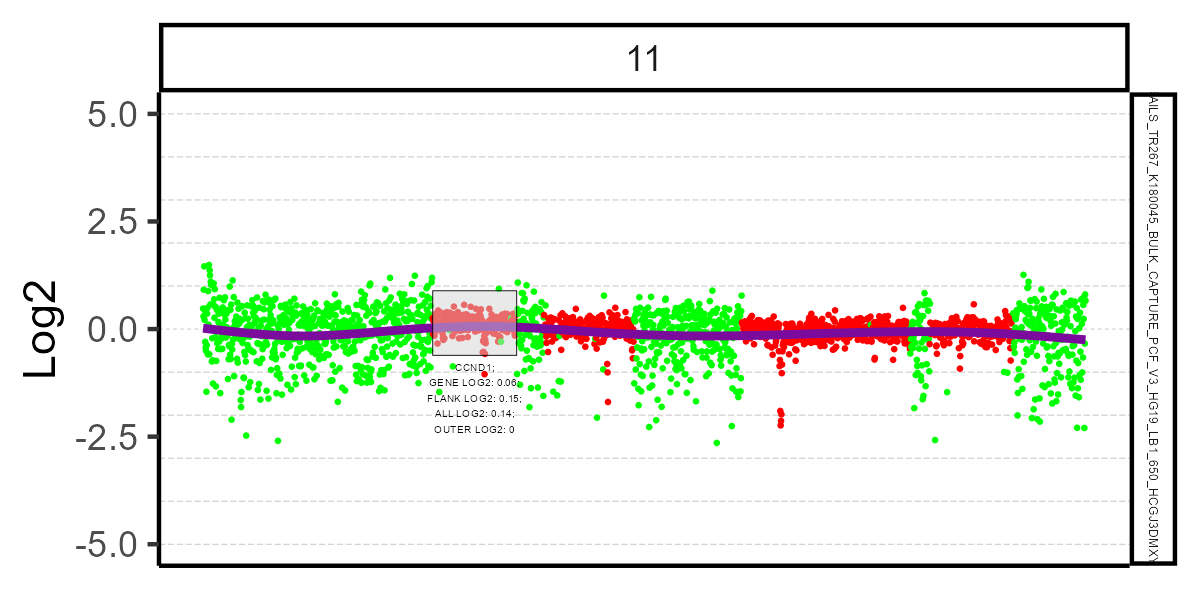 11
5.0
2.5
0.0
-2.5
-5.0
Log2
CCND1;
GENE LOG2: 0.06;
FLANK LOG2: 0.15;
ALL LOG2: 0.14;
OUTER LOG2: 0
AILS_TR267_K180045_BULK_CAPTURE_PCF_V3_HG19_LB1_650_HCGJ3DMXY